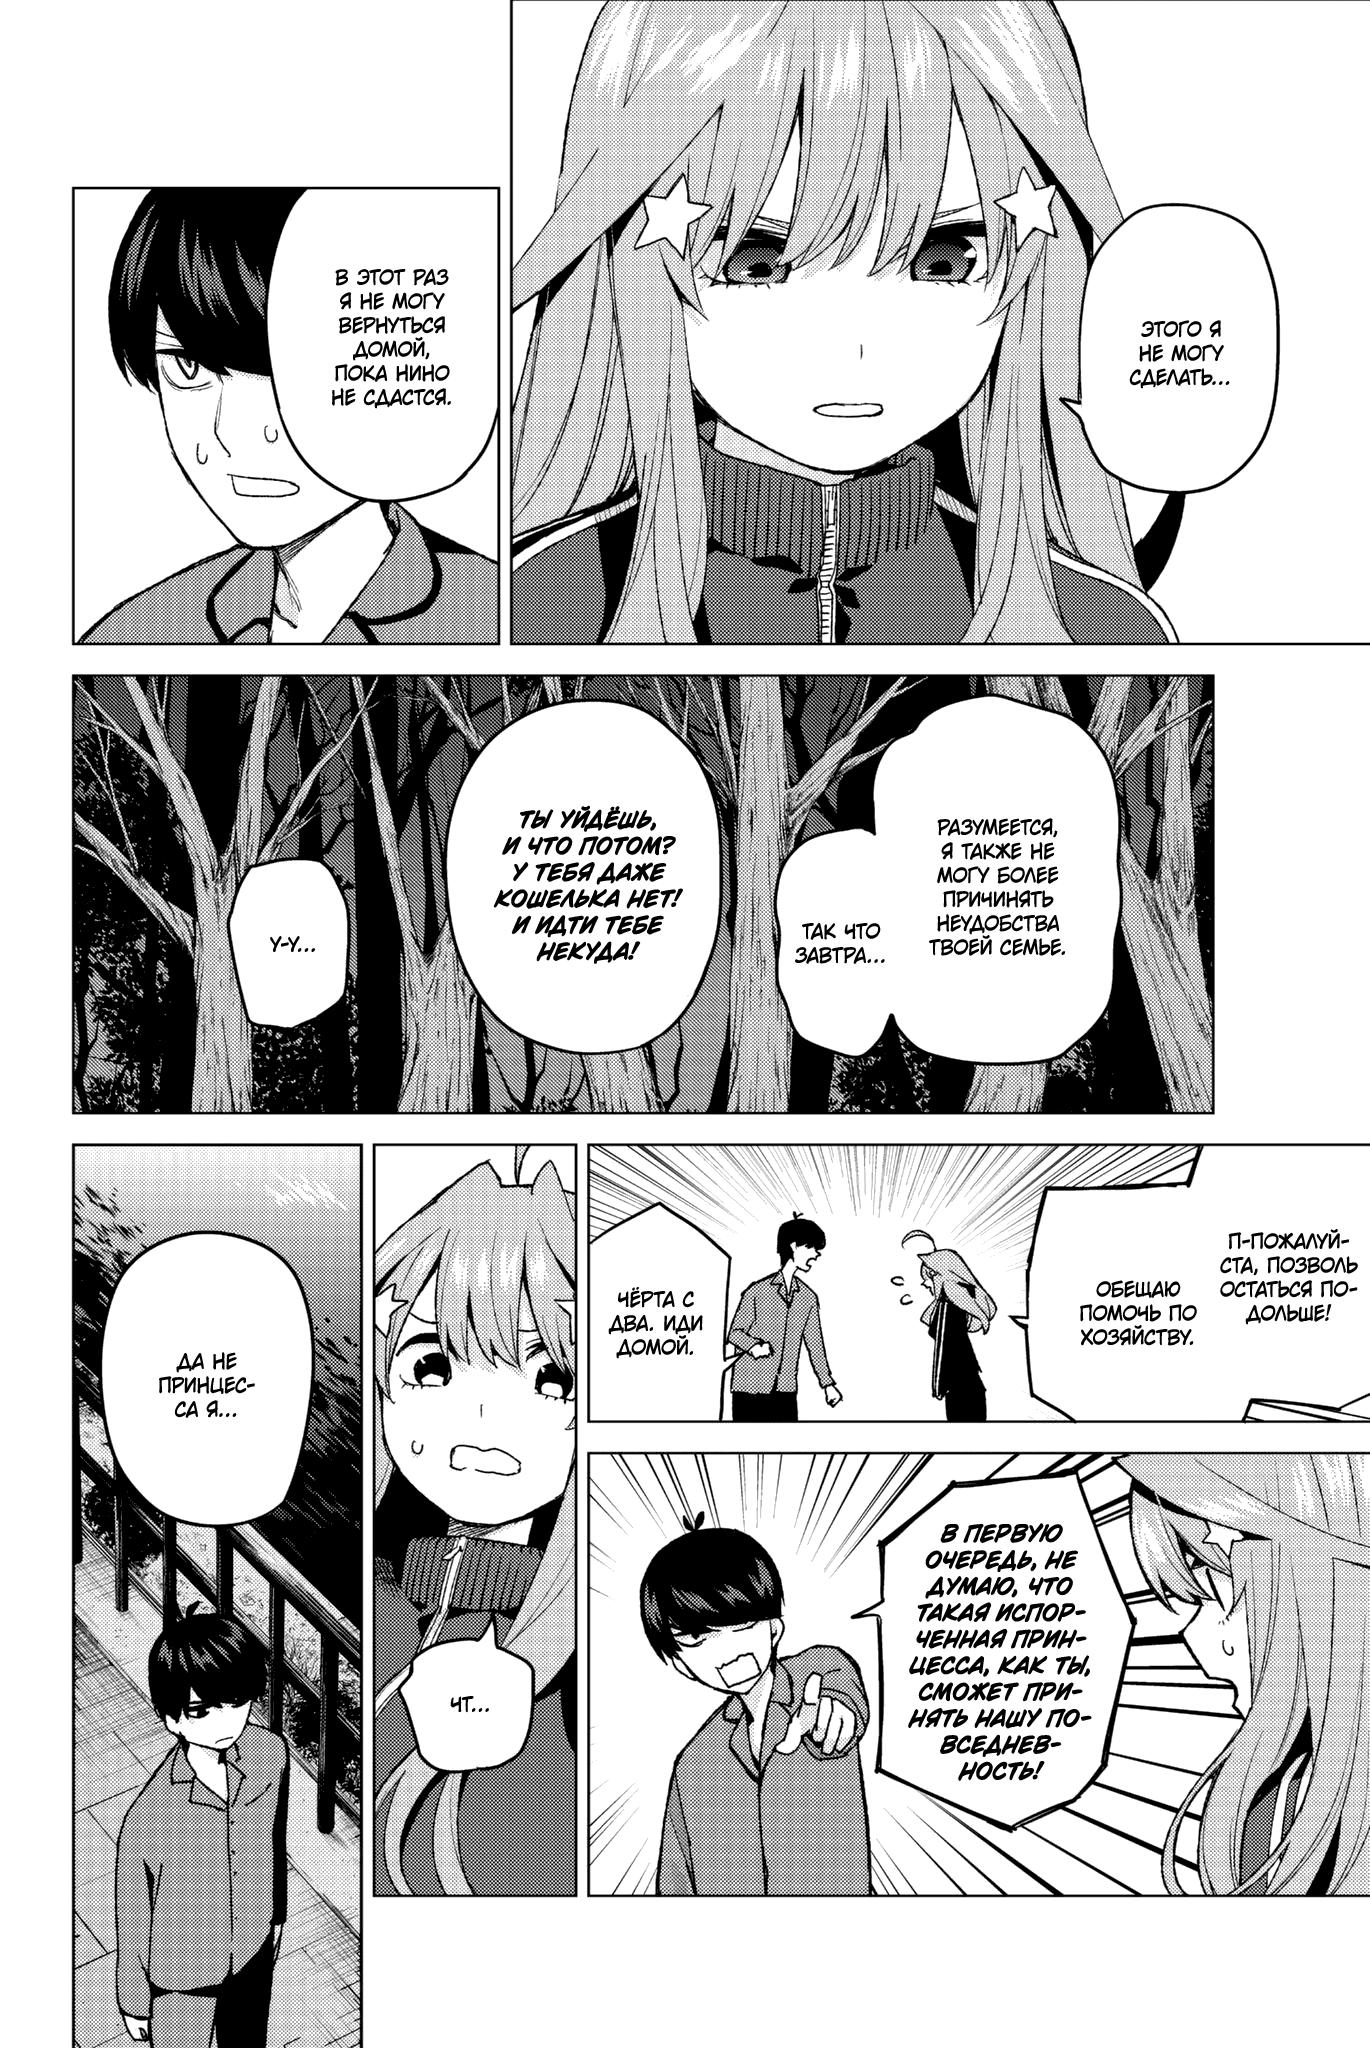 ЭТОГО Я
НЕ МОГУ
СДЕЛАТЬ...
В ЭТОТ РАЗ
Я НЕ МОГУ
ВЕРНУТЬСЯ
ДОМОЙ,
ПОКА НИНО
НЕ СДАСТСЯ.
РАЗУМЕЕТСЯ,
Я ТАКЖЕ НЕ
МОГУ БОЛЕЕ
ПРИЧИНЯТЬ
НЕУДОБСТВА
ТВОЕЙ СЕМЬЕ.
ТАК ЧТО
ЗАВТРА...
ТЫ УЙДЁШЬ,
И ЧТО ПОТОМ?
У ТЕБЯ ДАЖЕ
КОШЕЛЬКА НЕТ!
И ИДТИ ТЕБЕ
НЕКУДА!
У-У...
П-ПОЖАЛУЙ-
СТА, ПОЗВОЛЬ
ОСТАТЬСЯ ПО-
ДОЛЬШЕ!
ОБЕЩАЮ
ПОМОЧЬ ПО
ХОЗЯЙСТВУ.
ЧЁРТА С
ДВА. ИДИ
ДОМОЙ.
В ПЕРВУЮ
ОЧЕРЕДЬ, НЕ
ДУМАЮ, ЧТО
ТАКАЯ ИСПОР-
ЧЕННАЯ ПРИН-
ЦЕССА, КАК ТЫ,
СМОЖЕТ ПРИ-
НЯТЬ НАШУ ПО-
ВСЕДНЕВ-
НОСТЬ!
ЧТ...
ДА НЕ
ПРИНЦЕС-
СА Я...